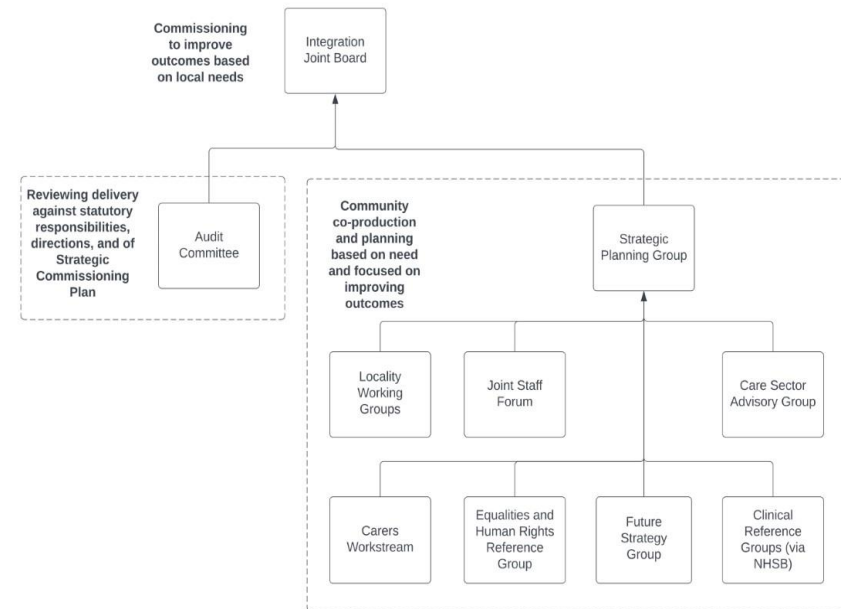 Commissioning
to improve
outcomes based
on local needs
Integration
Joint Board
Reviewing delivery
against statutory
responsibilities,
directions, and of
Strategic
Commissioning
Plan
Audit
Committee
Community
co-production
and planning
based on need
and focused on
improving
outcomes
Strategic
Planning Group
Locality
Working
Groups
Joint Staff
Forum
Care Sector
Advisory Group
Carers
Workstream
Equalities and
Human Rights
Reference
Group
Future
Strategy
Group
Clinical
Reference
Groups (via
NHSB)